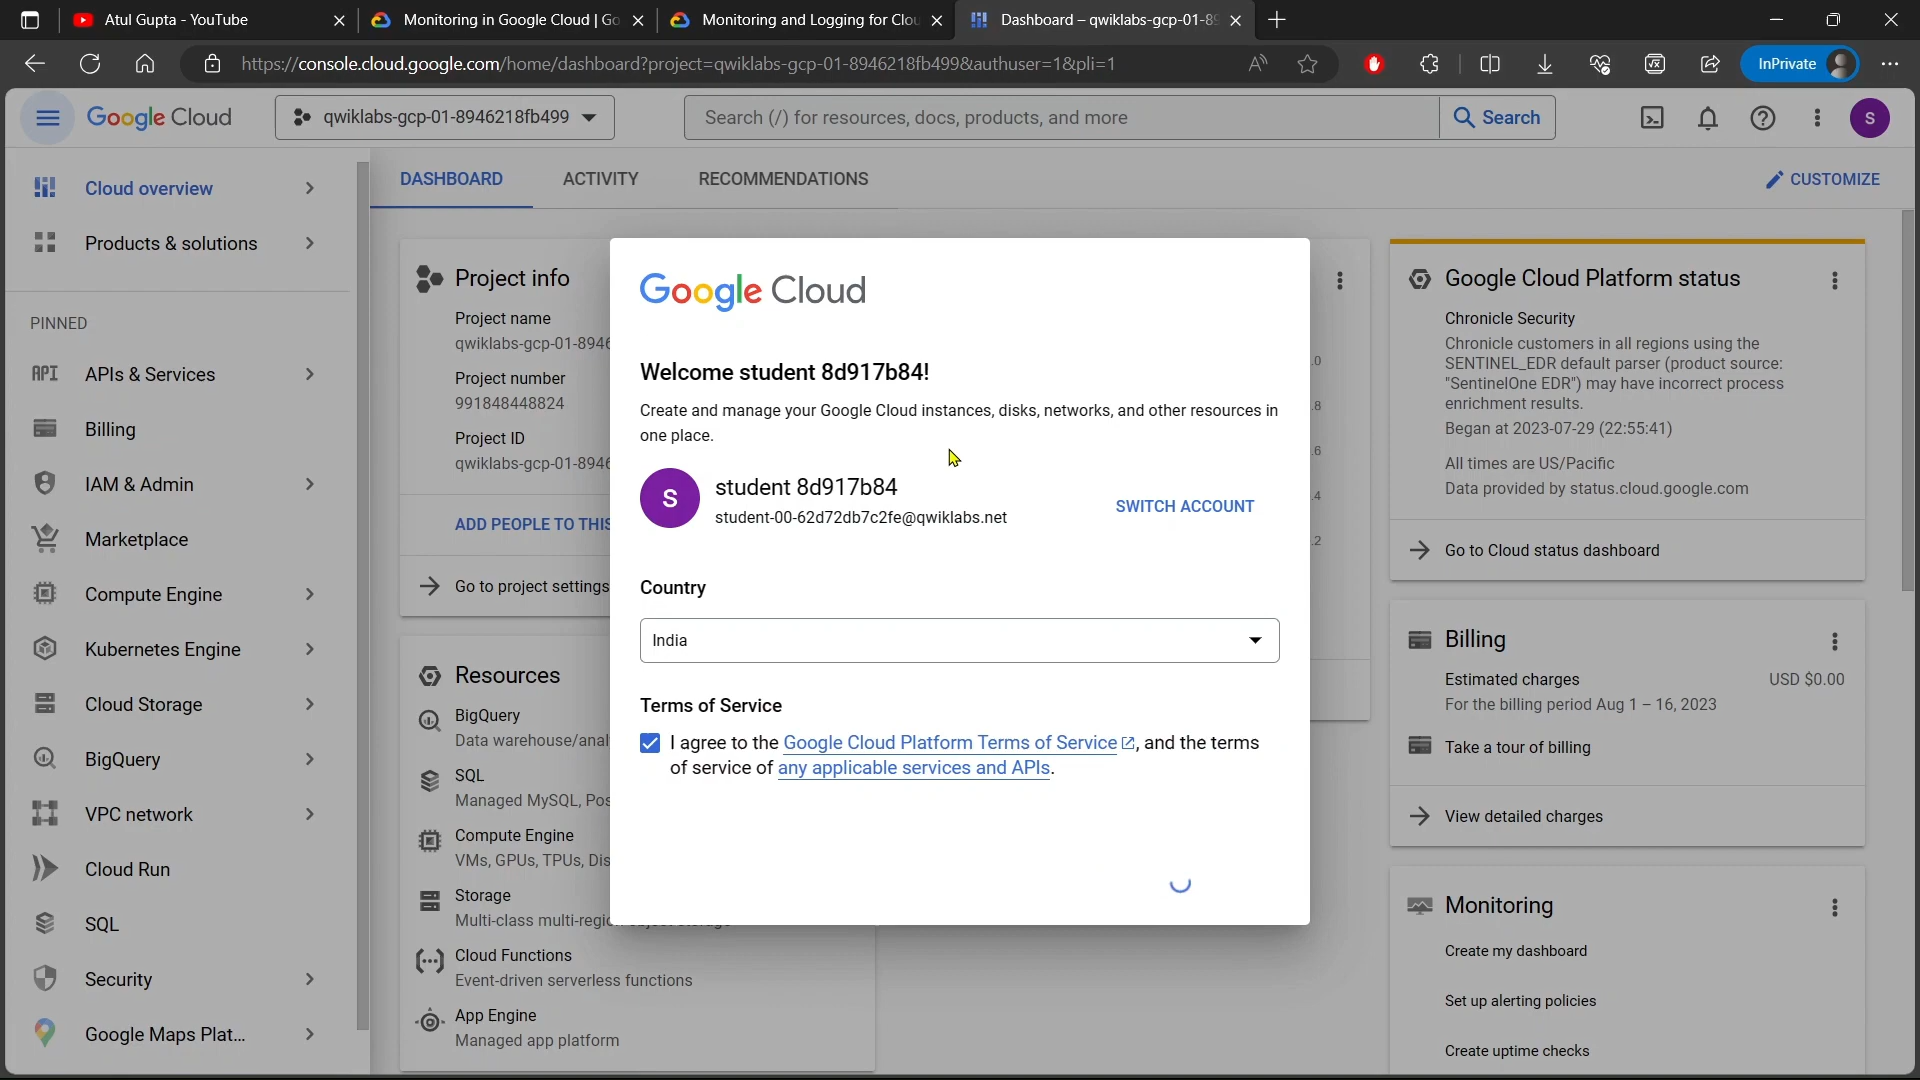 Atul Gupta - YouTube
Monitoring in Google Cloud | Go
Monitoring and Logging for Clou
Dashboard – qwiklabs-gcp-01-89
https://console.cloud.google.com/home/dashboard?project=qwiklabs-gcp-01-8946218fb499&authuser=1&pli=1
InPrivate
Google Cloud
qwiklabs-gcp-01-8946218fb499
Search (/) for resources, docs, products, and more
Search
S
Cloud overview
Products & solutions
PINNED
API
APIs & Services
Billing
IAM & Admin
Marketplace
Compute Engine
Kubernetes Engine
Cloud Storage
BigQuery
VPC network
Cloud Run
SQL
Security
Google Maps Plat...
DASHBOARD
ACTIVITY
RECOMMENDATIONS
CUSTOMIZE
Project info
Project name
qwiklabs-gcp-01-8946
Project number
991848448824
Project ID
qwiklabs-gcp-01-8946
ADD PEOPLE TO THIS
Go to project settings
Resources
BigQuery
Data warehouse/anal
SQL
Managed MySQL, Pos
Compute Engine
VMs, GPUs, TPUs, Dis
Storage
Multi-class multi-region object storage
Cloud Functions
Event-driven serverless functions
App Engine
Managed app platform
Google Cloud
Welcome student 8d917b84!
Create and manage your Google Cloud instances, disks, networks, and other resources in
one place.
S
student 8d917b84
student-00-62d72db7c2fe@qwiklabs.net
SWITCH ACCOUNT
Country
India
Terms of Service
I agree to the Google Cloud Platform Terms of Service, and the terms
of service of any applicable services and APIs.
.0
.8
.6
.4
.2
Google Cloud Platform status
Chronicle Security
Chronicle customers in all regions using the
SENTINEL_EDR default parser (product source:
"SentinelOne EDR") may have incorrect process
enrichment results.
Began at 2023-07-29 (22:55:41)
All times are US/Pacific
Data provided by status.cloud.google.com
Go to Cloud status dashboard
Billing
Estimated charges
USD $0.00
For the billing period Aug 1 – 16, 2023
Take a tour of billing
View detailed charges
Monitoring
Create my dashboard
Set up alerting policies
Create uptime checks